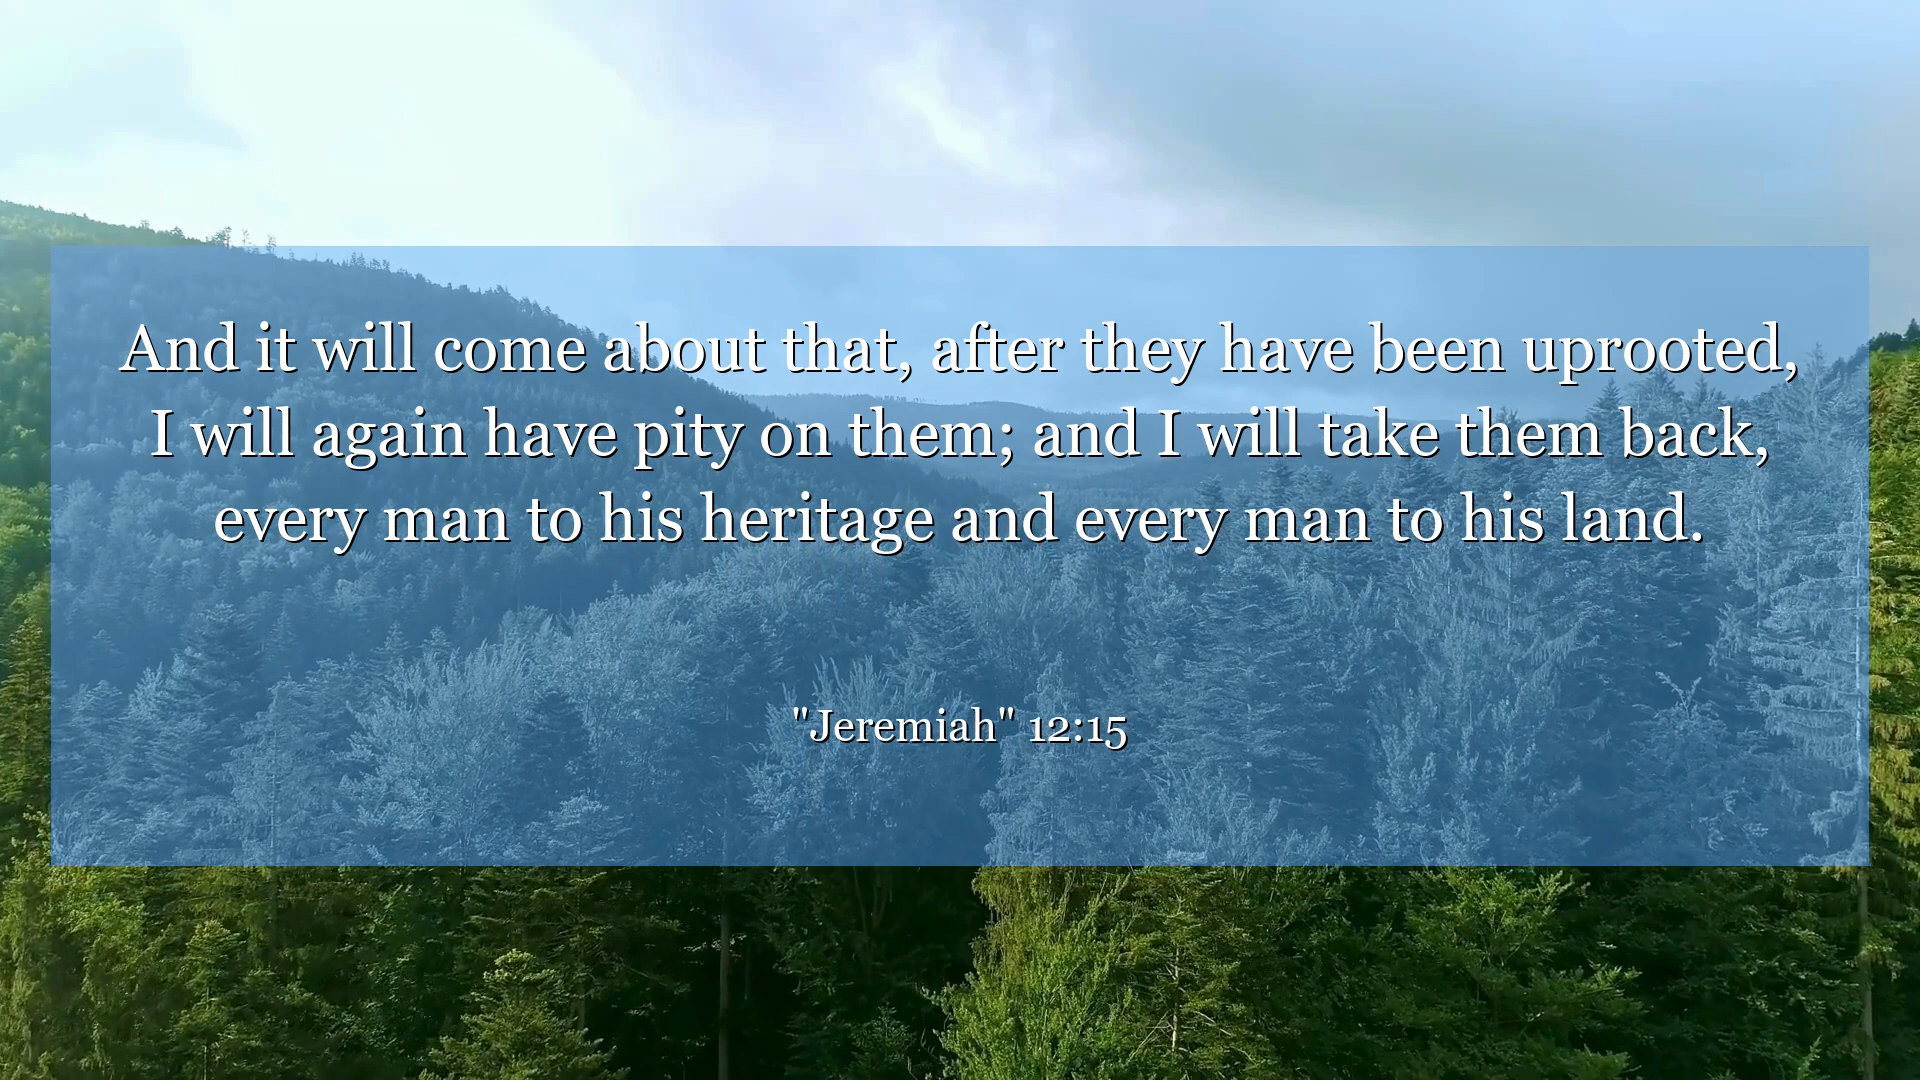 And it will come about that, after they have been uprooted,
I will again have pity on them; and I will take them back,
every man to his heritage and every man to his land.
"Jeremiah" 12:15